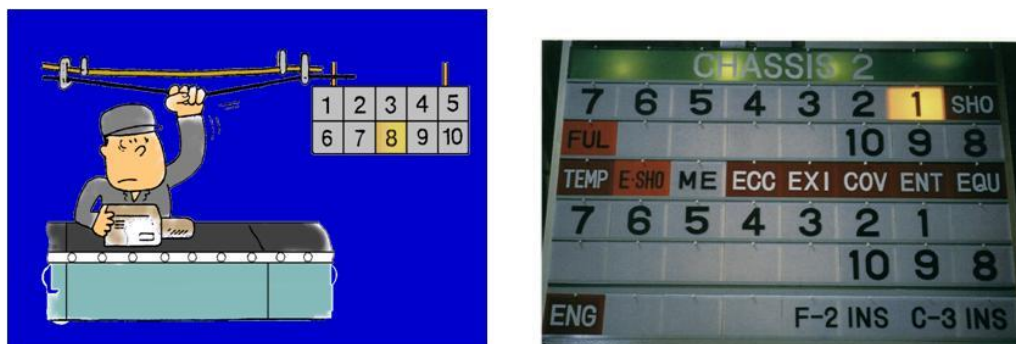 1 2 3 4 5
6 7 8 9 10
CHASSIS 2
7 6 5 4 3 2 1 SHO
FUL 10 9 8
TEMP E·SHO ME ECC EXI COV ENT EQU
7 6 5 4 3 2 1
10 9 8
ENG F-2 INS C-3 INS